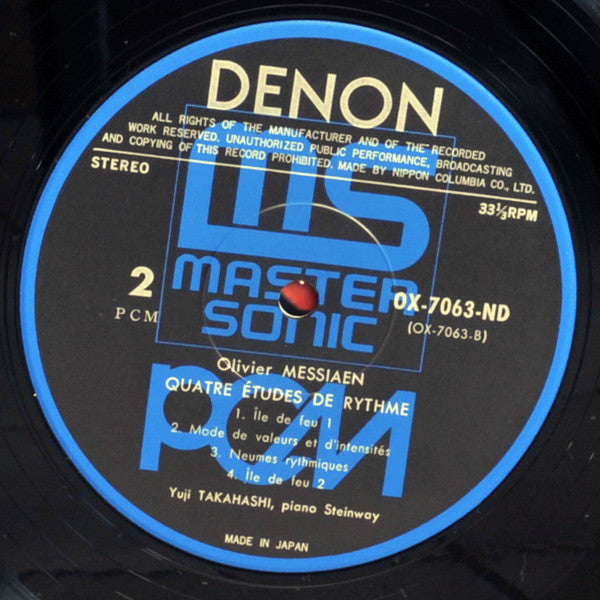 DENON
ALL RIGHTS OF THE MANUFACTURER AND OF THE RECORDED
WORK RESERVED. UNAUTHORIZED PUBLIC PERFORMANCE, BROADCASTING
AND COPYING OF THIS RECORD PROHIBITED. MADE BY NIPPON COLUMBIA CO., LTD.
STEREO
33⅓RPM
MS
MASTER
SONIC
2
PCM
OX-7063-ND
(OX-7063-B)
PCM
Olivier MESSIAEN
QUATRE ÉTUDES DE RYTHME
1. Île de feu 1
2. Mode de valeurs et d'intensités
3. Neumes rythmiques
4. Île de feu 2
Yuji TAKAHASHI, piano Steinway
MADE IN JAPAN